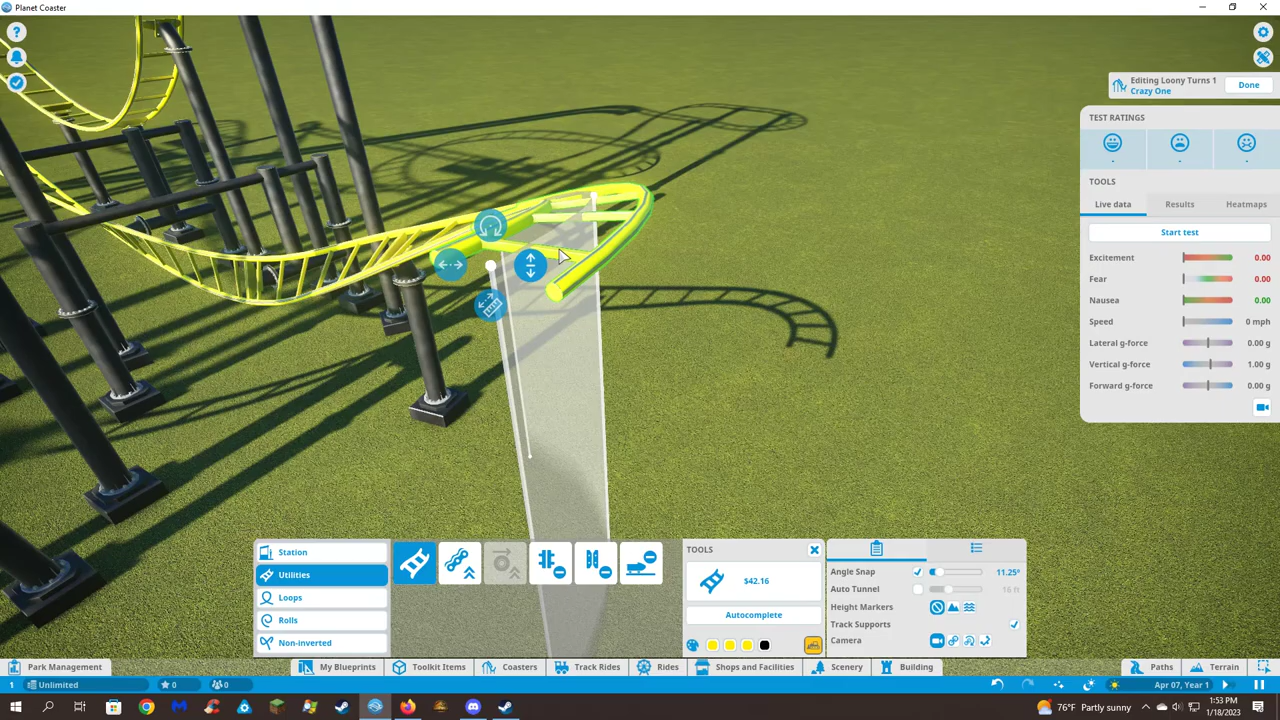 Planet Coaster
Editing Loony Turns 1
Crazy One
Done
TEST RATINGS
- - -
TOOLS
Live data Results Heatmaps
Start test
Excitement 0.00
Fear 0.00
Nausea 0.00
Speed 0 mph
Lateral g-force 0.00 g
Vertical g-force 1.00 g
Forward g-force 0.00 g
Station
Utilities
Loops
Rolls
Non-inverted
TOOLS
$42.16
Autocomplete
Angle Snap 11.25°
Auto Tunnel 16 ft
Height Markers
Track Supports
Camera
Park Management My Blueprints Toolkit Items Coasters Track Rides Rides Shops and Facilities Scenery Building Paths Terrain
1 Unlimited 0 0 Apr 07, Year 1
76°F Partly sunny 1:53 PM
1/18/2023